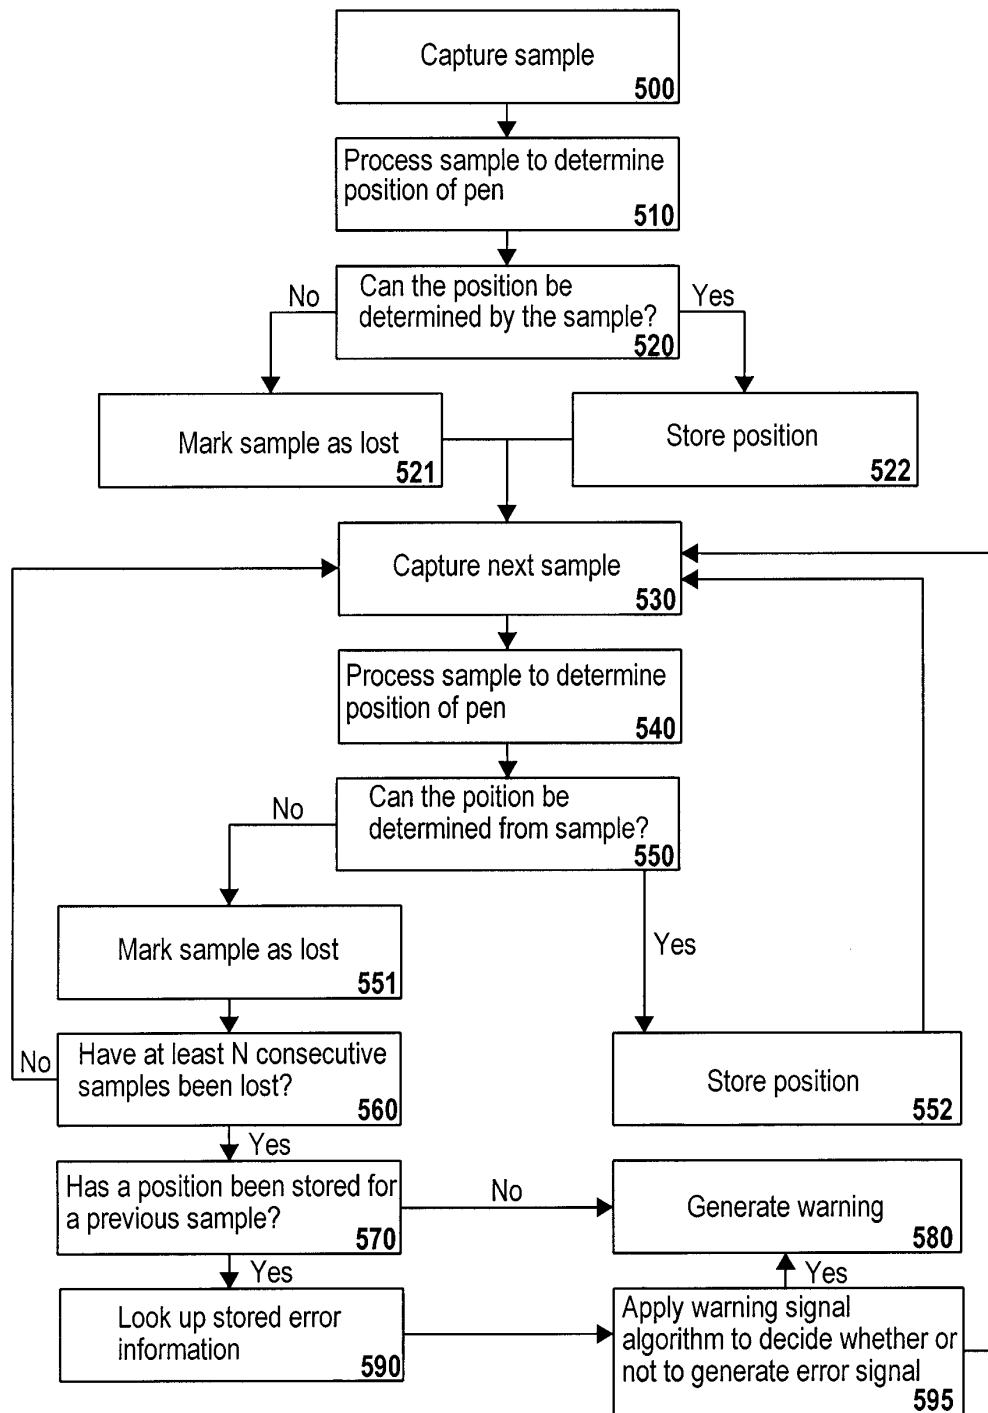 Capture sample
500
Process sample to determine
position of pen
510
Can the position be
determined by the sample?
520
No
Yes
Mark sample as lost
521
Store position
522
Capture next sample
530
Process sample to determine
position of pen
540
Can the poition be
determined from sample?
550
No
Yes
Mark sample as lost
551
Have at least N consecutive
samples been lost?
560
No
Store position
552
Yes
Has a position been stored for
a previous sample?
570
No
Generate warning
580
Yes
Yes
Look up stored error
information
590
Apply warning signal
algorithm to decide whether or
not to generate error signal
595